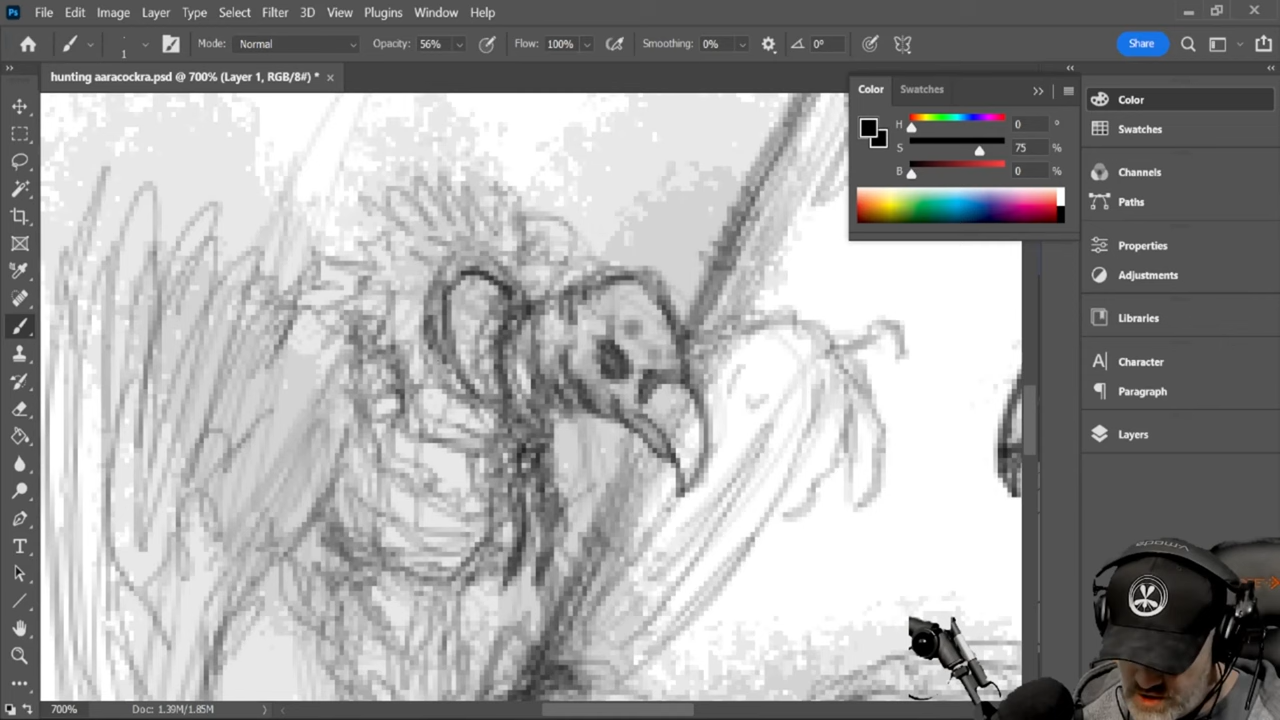 Ps File Edit Image Layer Type Select Filter 3D View Plugins Window Help
1 Mode: Normal Opacity: 56% Flow: 100% Smoothing: 0% 0° Share
hunting aaracockra.psd @ 700% (Layer 1, RGB/8#) * ×
Color Swatches
H 0 °
S 75 %
B 0 %
Color
Swatches
Channels
Paths
Properties
Adjustments
Libraries
Character
Paragraph
Layers
700% Doc: 1.39M/1.85M